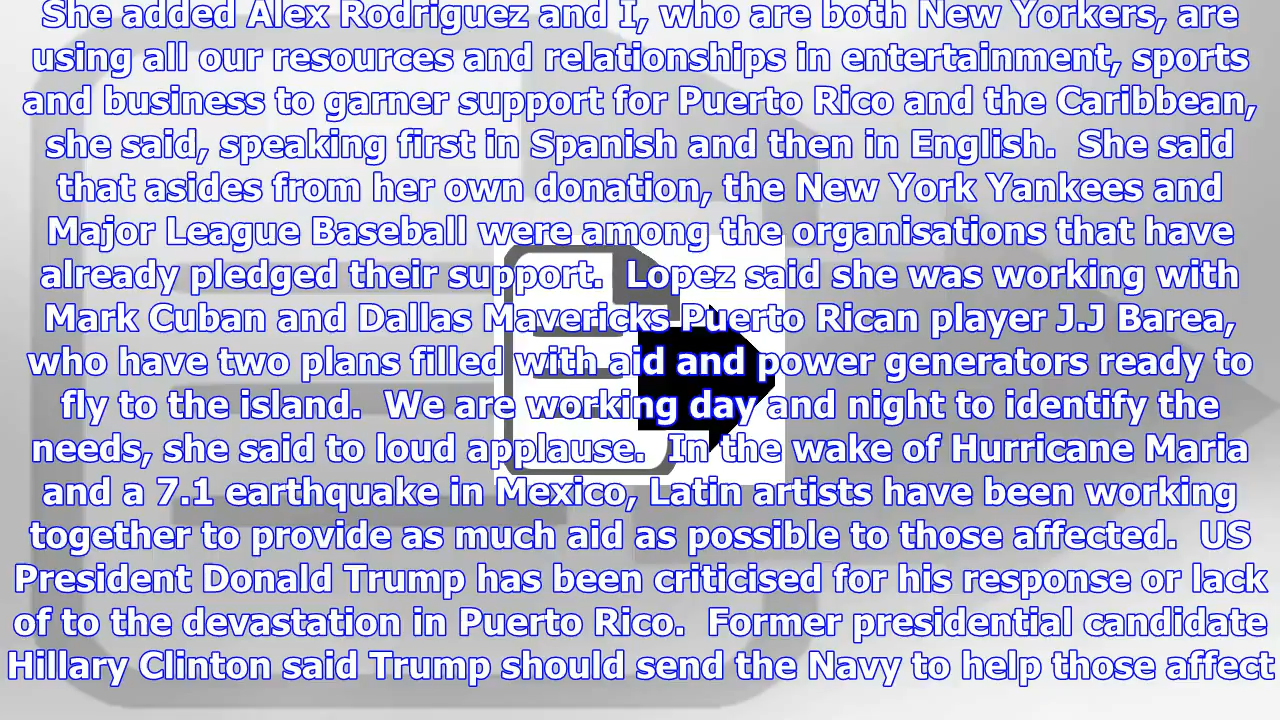 She added Alex Rodriguez and I, who are both New Yorkers, are
using all our resources and relationships in entertainment, sports
and business to garner support for Puerto Rico and the Caribbean,
she said, speaking first in Spanish and then in English.  She said
that asides from her own donation, the New York Yankees and
Major League Baseball were among the organisations that have
already pledged their support.  Lopez said she was working with
Mark Cuban and Dallas Mavericks Puerto Rican player J.J Barea,
who have two plans filled with aid and power generators ready to
fly to the island.  We are working day and night to identify the
needs, she said to loud applause.  In the wake of Hurricane Maria
and a 7.1 earthquake in Mexico, Latin artists have been working
together to provide as much aid as possible to those affected.  US
President Donald Trump has been criticised for his response or lack
of to the devastation in Puerto Rico.  Former presidential candidate
Hillary Clinton said Trump should send the Navy to help those affect